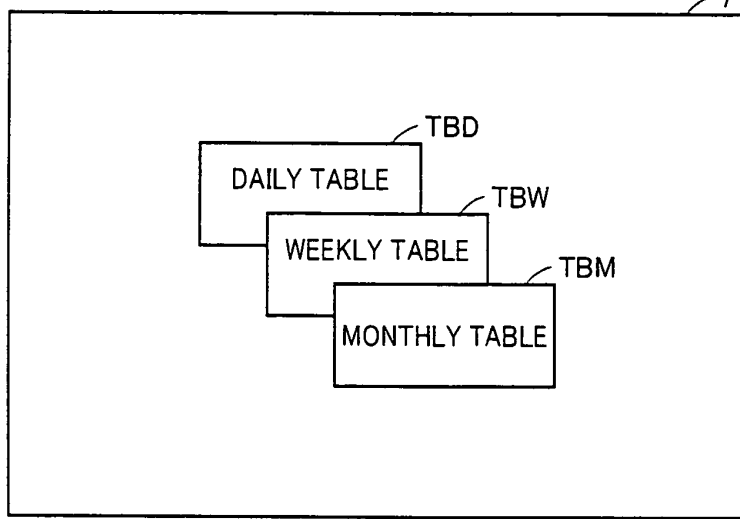 TBD
DAILY TABLE
TBW
WEEKLY TABLE
TBM
MONTHLY TABLE